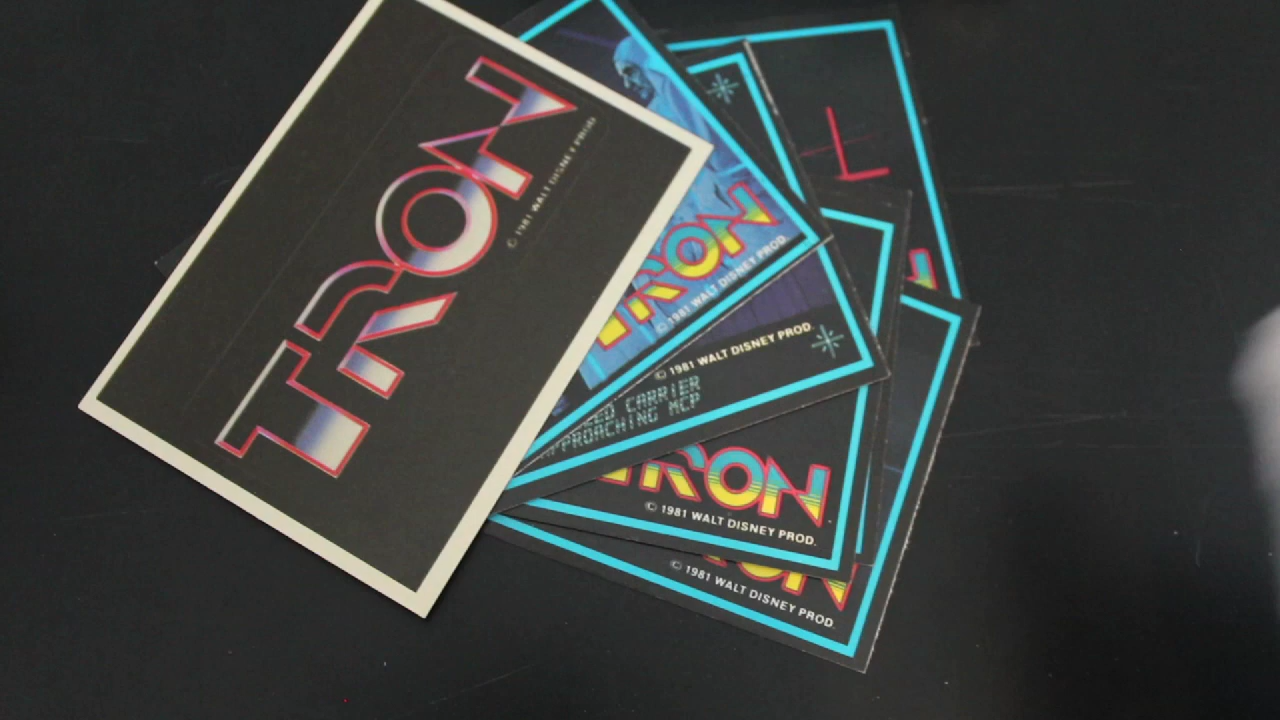 TRON
© 1981 WALT DISNEY PROD
TRON
© 1981 WALT DISNEY PROD.
© 1981 WALT DISNEY PROD.
CARRIER
APPROACHING MCP
TRON
© 1981 WALT DISNEY PROD.
© 1981 WALT DISNEY PROD.